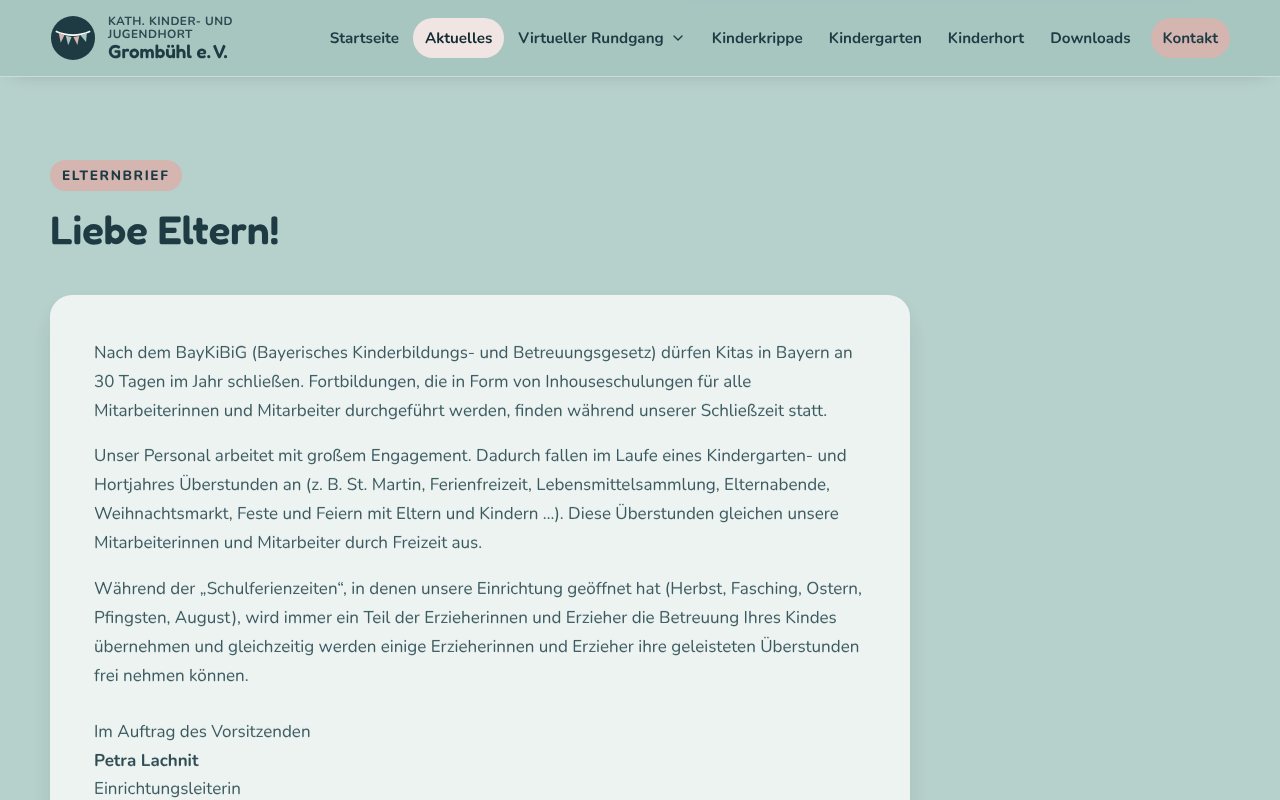 KATH. KINDER- UND
JUGENDHORT
Grombühl e. V.
Startseite
Aktuelles
Virtueller Rundgang
Kinderkrippe
Kindergarten
Kinderhort
Downloads
Kontakt
ELTERNBRIEF
Liebe Eltern!
Nach dem BayKiBiG (Bayerisches Kinderbildungs- und Betreuungsgesetz) dürfen Kitas in Bayern an
30 Tagen im Jahr schließen. Fortbildungen, die in Form von Inhouseschulungen für alle
Mitarbeiterinnen und Mitarbeiter durchgeführt werden, finden während unserer Schließzeit statt.
Unser Personal arbeitet mit großem Engagement. Dadurch fallen im Laufe eines Kindergarten- und
Hortjahres Überstunden an (z. B. St. Martin, Ferienfreizeit, Lebensmittelsammlung, Elternabende,
Weihnachtsmarkt, Feste und Feiern mit Eltern und Kindern …). Diese Überstunden gleichen unsere
Mitarbeiterinnen und Mitarbeiter durch Freizeit aus.
Während der „Schulferienzeiten“, in denen unsere Einrichtung geöffnet hat (Herbst, Fasching, Ostern,
Pfingsten, August), wird immer ein Teil der Erzieherinnen und Erzieher die Betreuung Ihres Kindes
übernehmen und gleichzeitig werden einige Erzieherinnen und Erzieher ihre geleisteten Überstunden
frei nehmen können.
Im Auftrag des Vorsitzenden
Petra Lachnit
Einrichtungsleiterin